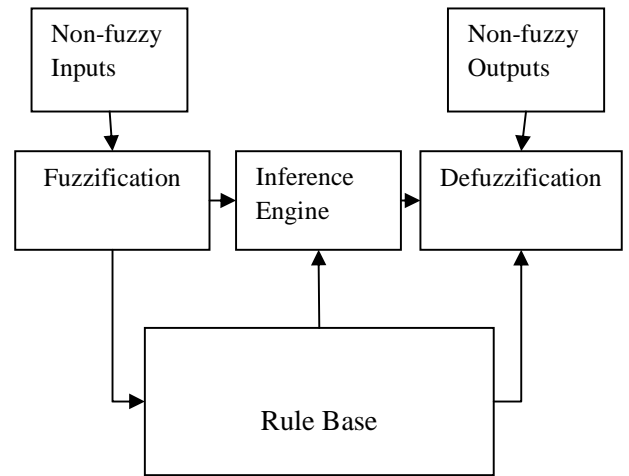 Non-fuzzy
Inputs
Non-fuzzy
Outputs
Fuzzification
Inference
Engine
Defuzzification
Rule Base